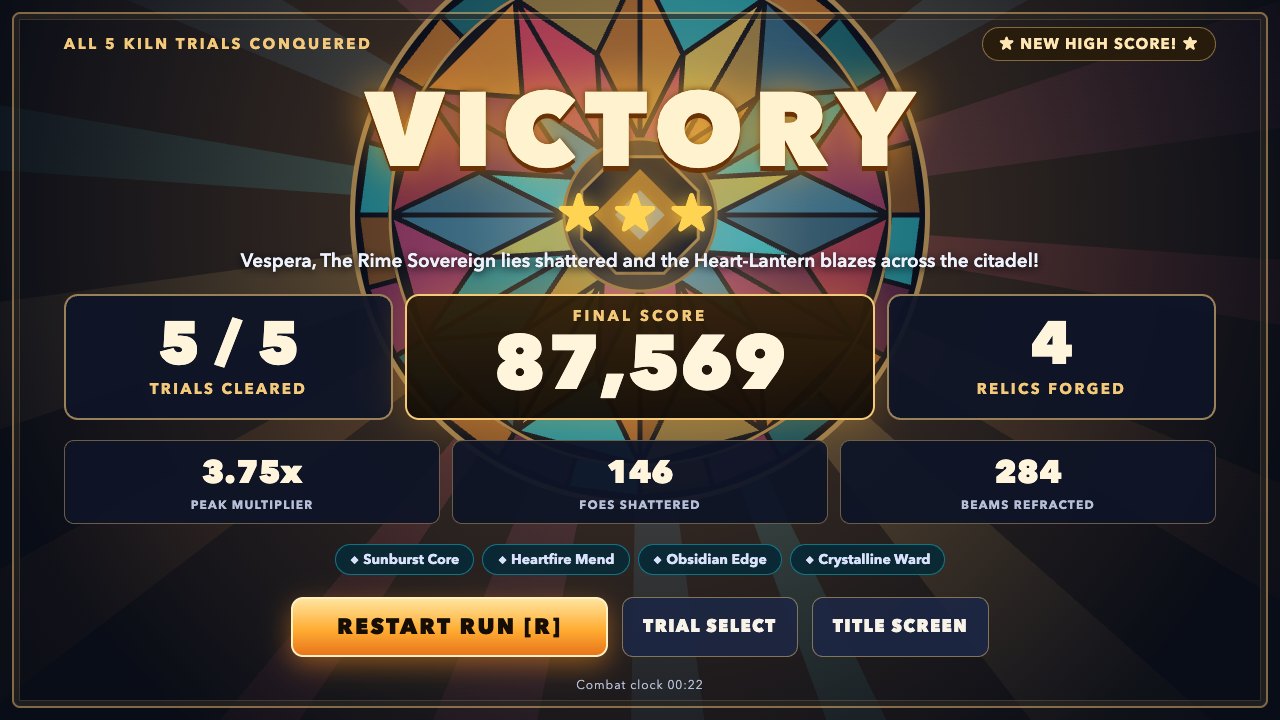 ALL 5 KILN TRIALS CONQUERED
★ NEW HIGH SCORE! ★
VICTORY
Vespera, The Rime Sovereign lies shattered and the Heart-Lantern blazes across the citadel!
5 / 5
TRIALS CLEARED
FINAL SCORE
87,569
4
RELICS FORGED
3.75x
PEAK MULTIPLIER
146
FOES SHATTERED
284
BEAMS REFRACTED
◆ Sunburst Core
◆ Heartfire Mend
◆ Obsidian Edge
◆ Crystalline Ward
RESTART RUN [R]
TRIAL SELECT
TITLE SCREEN
Combat clock 00:22